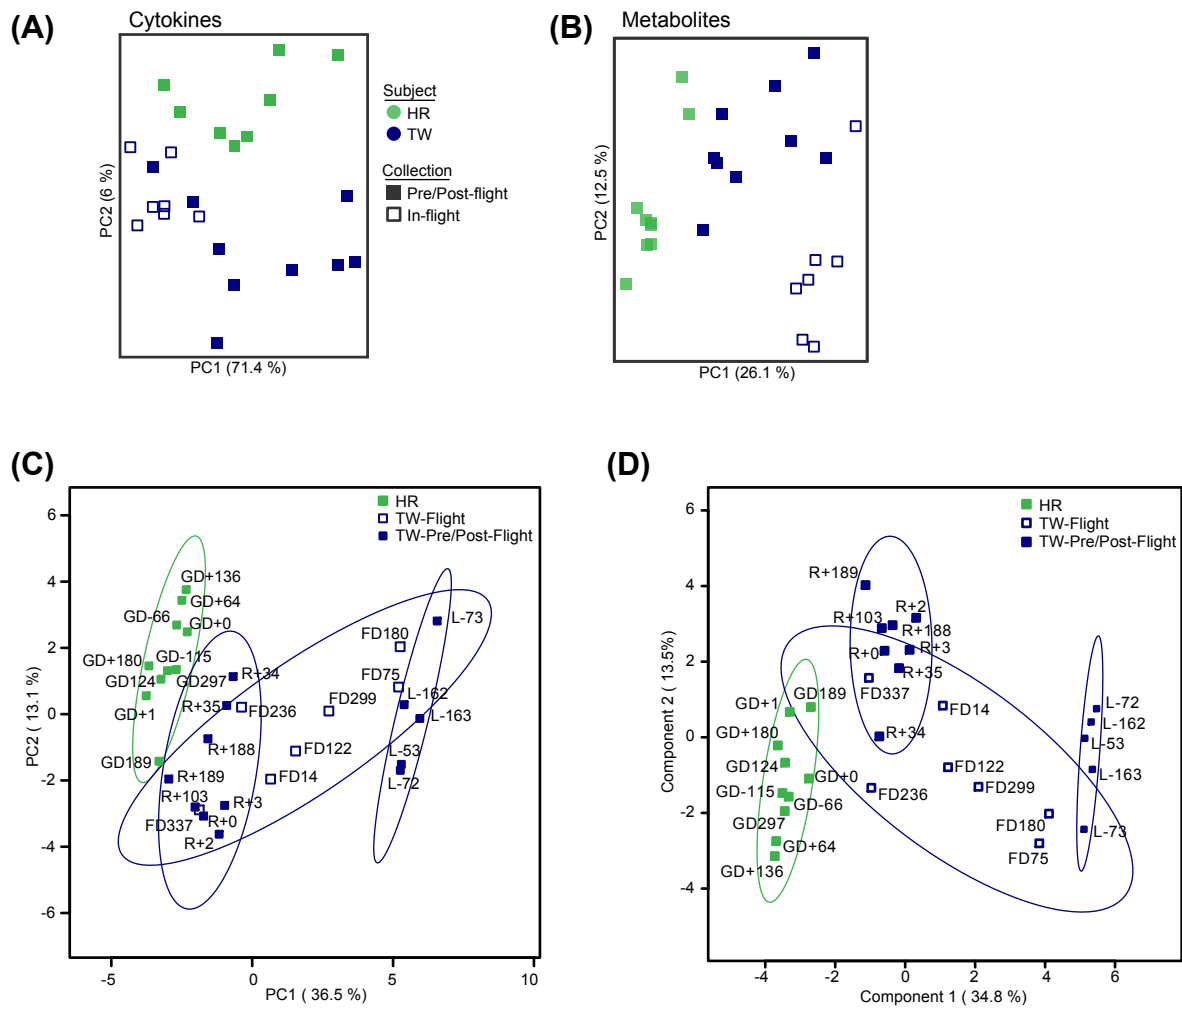 (A)
Cytokines
PC2 (6 %)
PC1 (71.4 %)
Subject
HR
TW
Collection
Pre/Post-flight
In-flight
(B)
Metabolites
PC2 (12.5 %)
PC1 (26.1 %)
(C)
HR
TW-Flight
TW-Pre/Post-Flight
6
4
2
0
-2
-4
-6
PC2 ( 13.1 %)
GD+136
GD+64
GD-66
GD+0
GD+180
GD-115
GD124
GD297
GD+1
GD189
R+34
R+35
FD236
R+188
R+189
R+103
R+3
FD337
R+0
R+2
FD299
FD122
FD14
FD180
FD75
L-73
L-162
L-163
L-53
L-72
-5
0
5
10
PC1 ( 36.5 %)
(D)
HR
TW-Flight
TW-Pre/Post-Flight
6
4
2
0
-2
-4
Component 2 ( 13.5%)
R+189
R+2
R+103
R+188
R+0
R+3
R+35
FD337
GD189
GD+1
FD14
GD+180
R+34
GD124
GD+0
FD122
GD-115
GD-66
FD236
FD299
GD297
FD180
GD+64
FD75
GD+136
L-72
L-162
L-53
L-163
L-73
-4
-2
0
2
4
6
Component 1 ( 34.8 %)